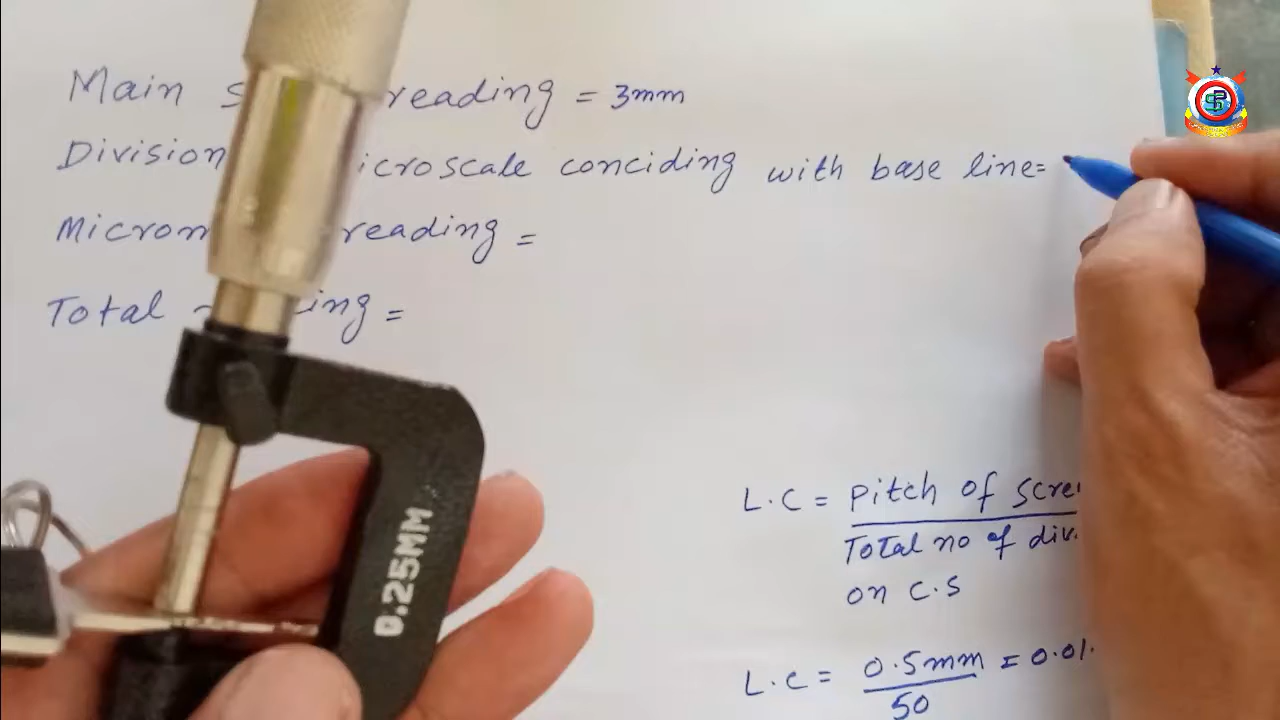 Main reading = 3mm
Division icroscale conciding with base line=
Microm reading =
Total ing =
L.C = Pitch of scre
Total no of div.
on C.S
L.C = 0.5mm = 0.01.
50
0.25MM